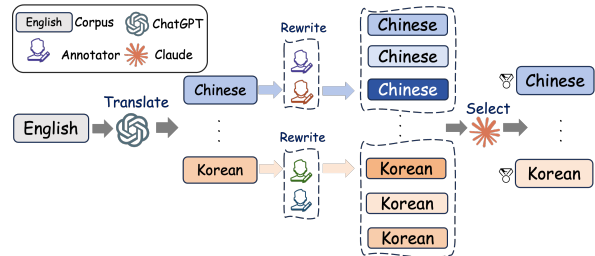 English Corpus ChatGPT
Annotator Claude
English
Translate
Chinese
Korean
Rewrite
Rewrite
Chinese
Chinese
Chinese
Korean
Korean
Korean
Select
Chinese
Korean